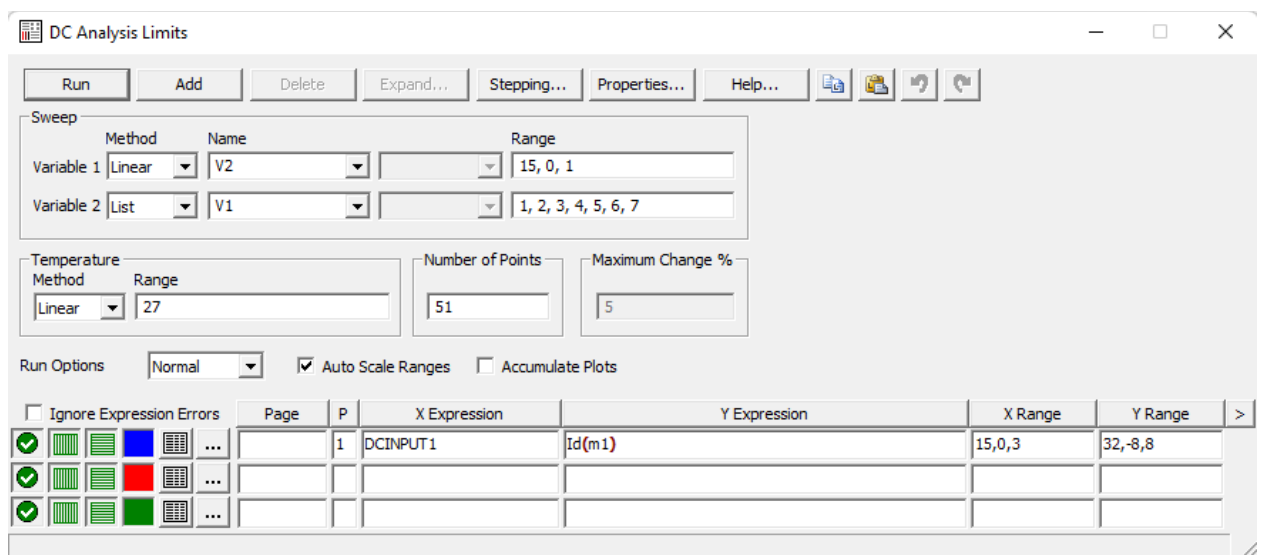 DC Analysis Limits
Run Add Delete Expand... Stepping... Properties... Help...
Sweep
Method Name Range
Variable 1 Linear V2 15, 0, 1
Variable 2 List V1 1, 2, 3, 4, 5, 6, 7
Temperature Number of Points Maximum Change %
Method Range
Linear 27 51 5
Run Options Normal Auto Scale Ranges Accumulate Plots
Ignore Expression Errors Page P X Expression Y Expression X Range Y Range >
... 1 DCINPUT1 Id(m1) 15,0,3 32,-8,8
...
...